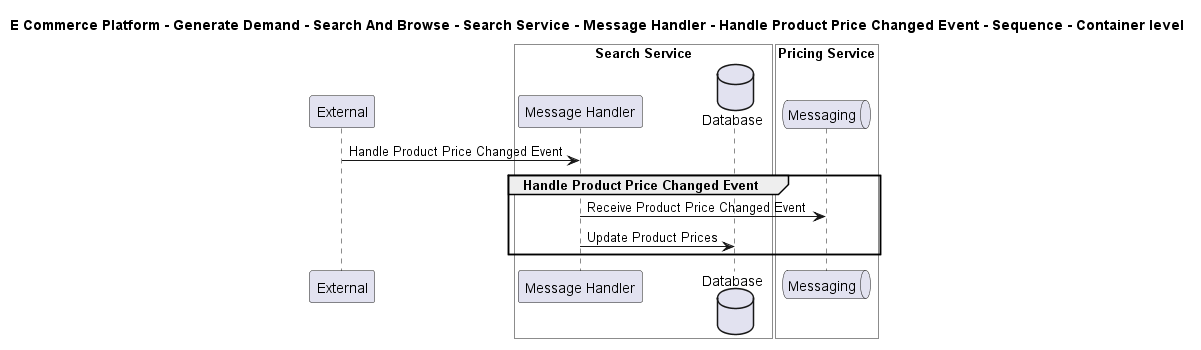 E Commerce Platform - Generate Demand - Search And Browse - Search Service - Message Handler - Handle Product Price Changed Event - Sequence - Container level
Search Service
Pricing Service
External
Message Handler
Database
Messaging
Handle Product Price Changed Event
Handle Product Price Changed Event
Receive Product Price Changed Event
Update Product Prices
External
Message Handler
Database
Messaging